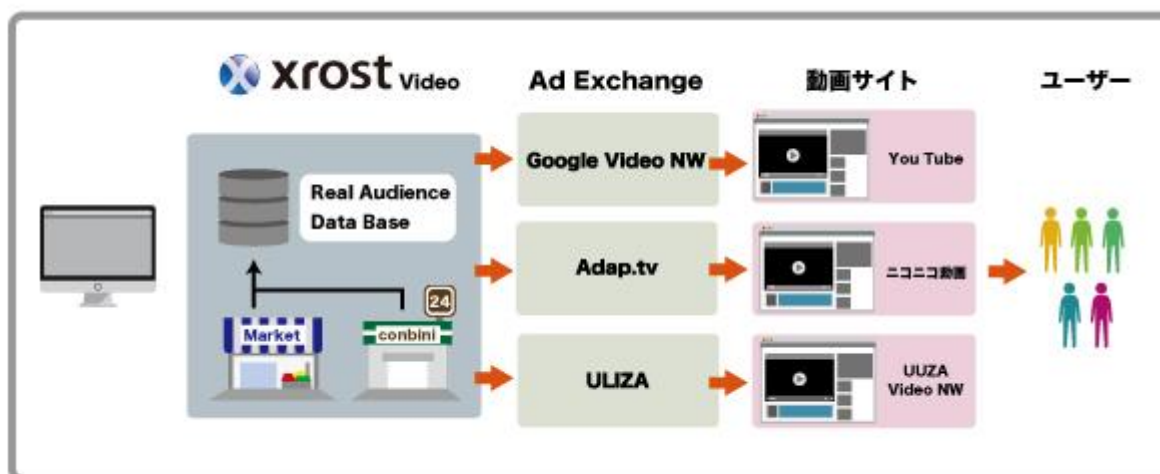 xrost Video
Ad Exchange
動画サイト
ユーザー
Real Audience
Data Base
24
Market
conbini
Google Video NW
You Tube
Adap.tv
ニコニコ動画
ULIZA
UUZA
Video NW